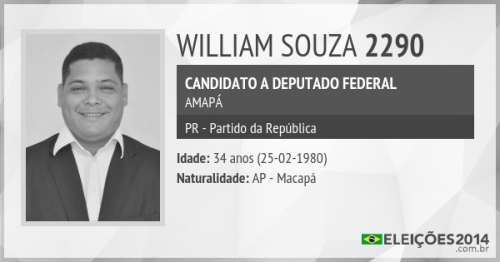 WILLIAM SOUZA 2290
CANDIDATO A DEPUTADO FEDERAL
AMAPÁ
PR - Partido da República
Idade: 34 anos (25-02-1980)
Naturalidade: AP - Macapá
ELEIÇÕES2014
.com.br